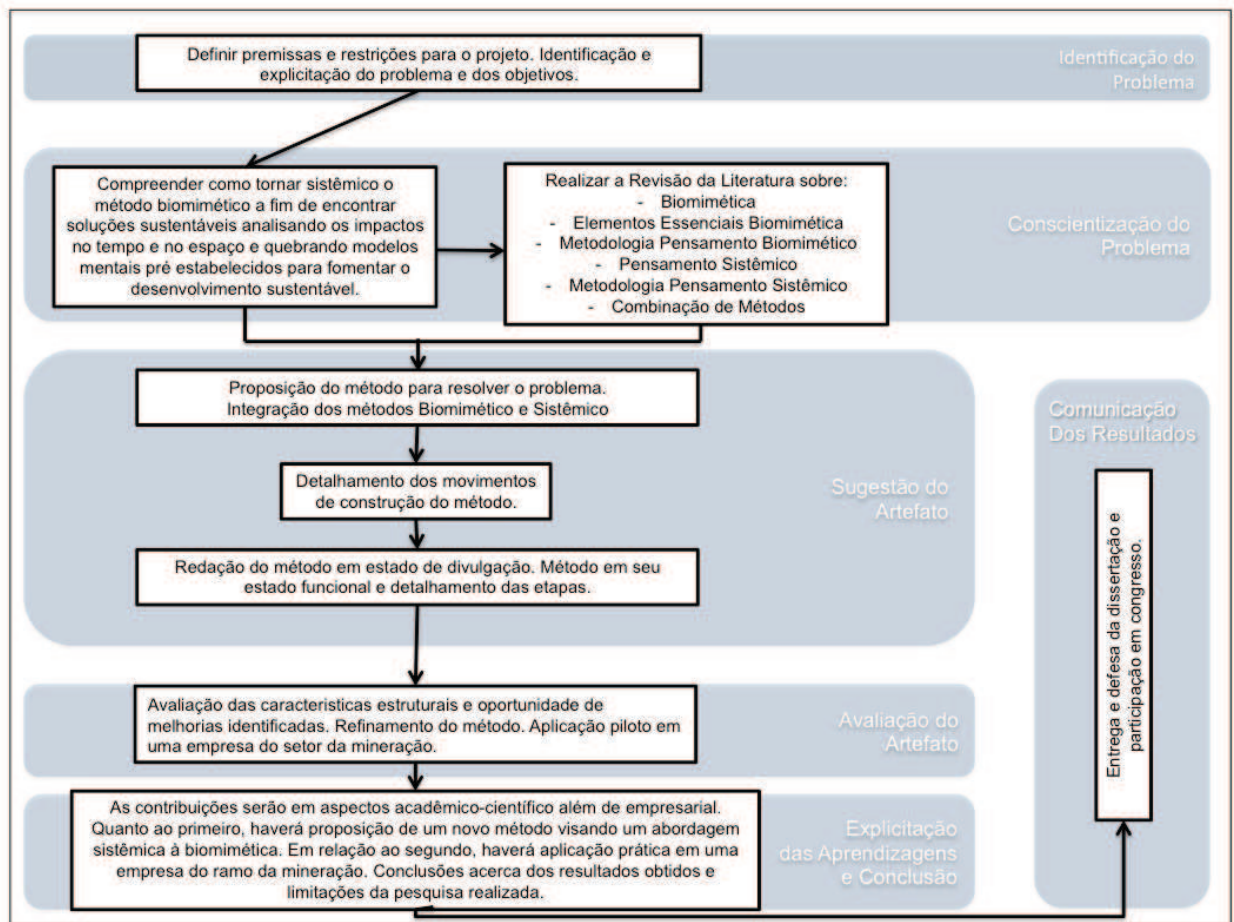 Definir premissas e restrições para o projeto. Identificação e
explicitação do problema e dos objetivos.
Identificação do
Problema
Compreender como tornar sistêmico o
método biomimético a fim de encontrar
soluções sustentáveis analisando os impactos
no tempo e no espaço e quebrando modelos
mentais pré estabelecidos para fomentar o
desenvolvimento sustentável.
Realizar a Revisão da Literatura sobre:
- Biomimética
- Elementos Essenciais Biomimética
- Metodologia Pensamento Biomimético
- Pensamento Sistêmico
- Metodologia Pensamento Sistêmico
- Combinação de Métodos
Conscientização do
Problema
Proposição do método para resolver o problema.
Integração dos métodos Biomimético e Sistêmico
Detalhamento dos movimentos
de construção do método.
Redação do método em estado de divulgação. Método em seu
estado funcional e detalhamento das etapas.
Sugestão do
Artefato
Avaliação das caracteristicas estruturais e oportunidade de
melhorias identificadas. Refinamento do método. Aplicação piloto em
uma empresa do setor da mineração.
Avaliação do
Artefato
As contribuições serão em aspectos acadêmico-científico além de empresarial.
Quanto ao primeiro, haverá proposição de um novo método visando um abordagem
sistêmica à biomimética. Em relação ao segundo, haverá aplicação prática em uma
empresa do ramo da mineração. Conclusões acerca dos resultados obtidos e
limitações da pesquisa realizada.
Explicitação
das Aprendizagens
e Conclusão
Comunicação
Dos Resultados
Entrega e defesa da dissertação e
participação em congresso.